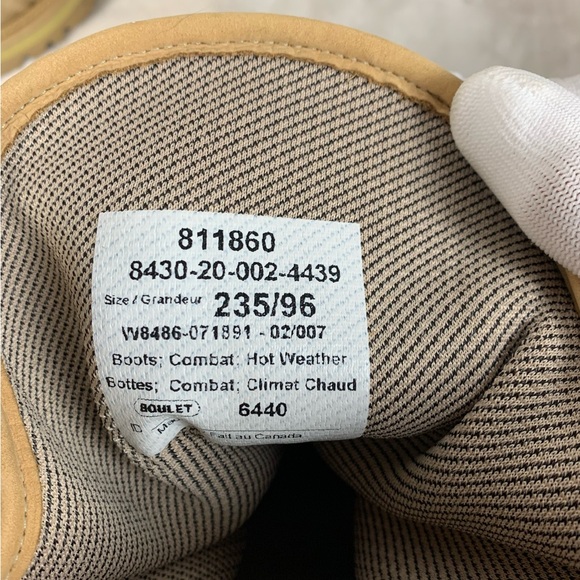 811860
8430-20-002-4439
Size / Grandeur 235/96
W8486-071891 - 02/007
Boots; Combat; Hot Weather
Bottes; Combat; Climat Chaud
BOULET 6440
ID Fait au Canada